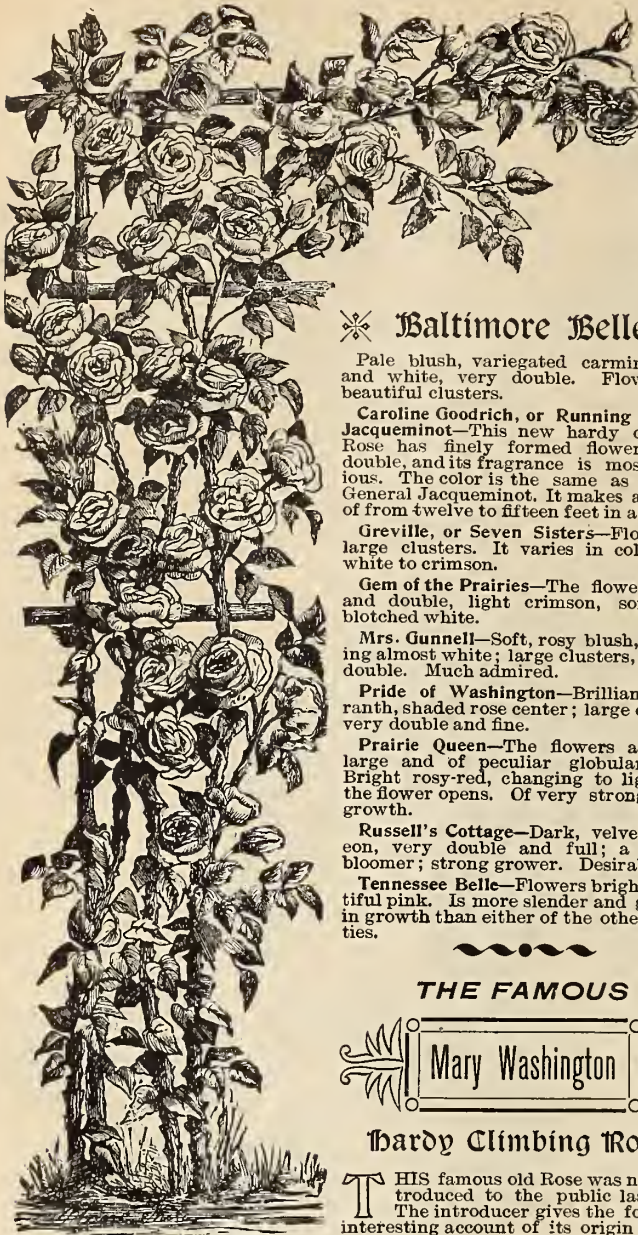 Baltimore Belle
Pale blush, variegated carmin
and white, very double. Flow
beautiful clusters.
Caroline Goodrich, or Running
Jacqueminot—This new hardy c
Rose has finely formed flower
double, and its fragrance is mos
ious. The color is the same as
General Jacqueminot. It makes a
of from twelve to fifteen feet in a
Greville, or Seven Sisters—Flo
large clusters. It varies in col
white to crimson.
Gem of the Prairies—The flowe
and double, light crimson, so
blotched white.
Mrs. Gunnell—Soft, rosy blush,
ing almost white; large clusters,
double. Much admired.
Pride of Washington—Brillian
ranth, shaded rose center; large c
very double and fine.
Prairie Queen—The flowers a
large and of peculiar globular
Bright rosy-red, changing to lig
the flower opens. Of very strong
growth.
Russell's Cottage—Dark, velve
eon, very double and full; a
bloomer; strong grower. Desiral
Tennessee Belle—Flowers brigh
tiful pink. Is more slender and g
in growth than either of the othe
ties.
THE FAMOUS
Mary Washington
Hardy Climbing Ro
THIS famous old Rose was n
troduced to the public las
The introducer gives the fo
interesting account of its origin